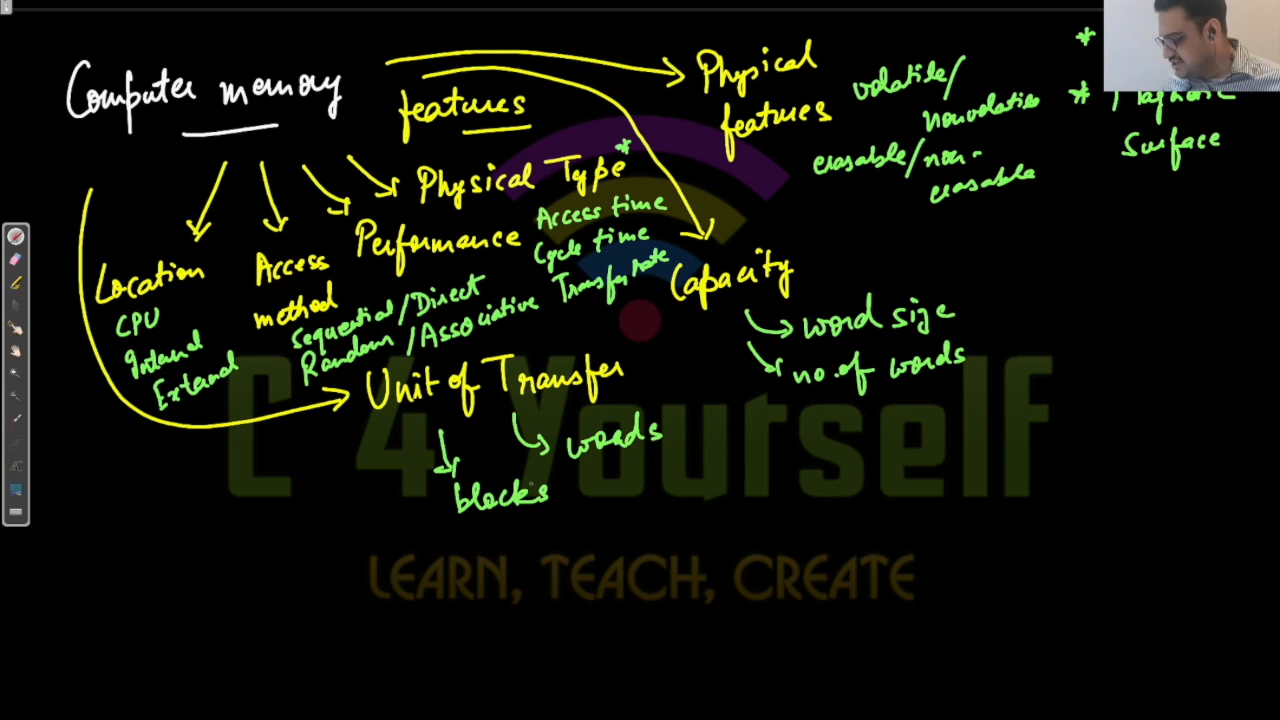 Computer memory
features
Physical
features
volatile/
nonvolatile
erasable/non-
erasable
*
*
Surface
Physical Type*
Performance
Access time
Cycle time
Transfer rate
Location
CPU
Internal
External
Access
method
Sequential/Direct
Random/Associative
Capacity
word size
no. of words
Unit of Transfer
words
blocks
C 4 Yourself
LEARN, TEACH, CREATE